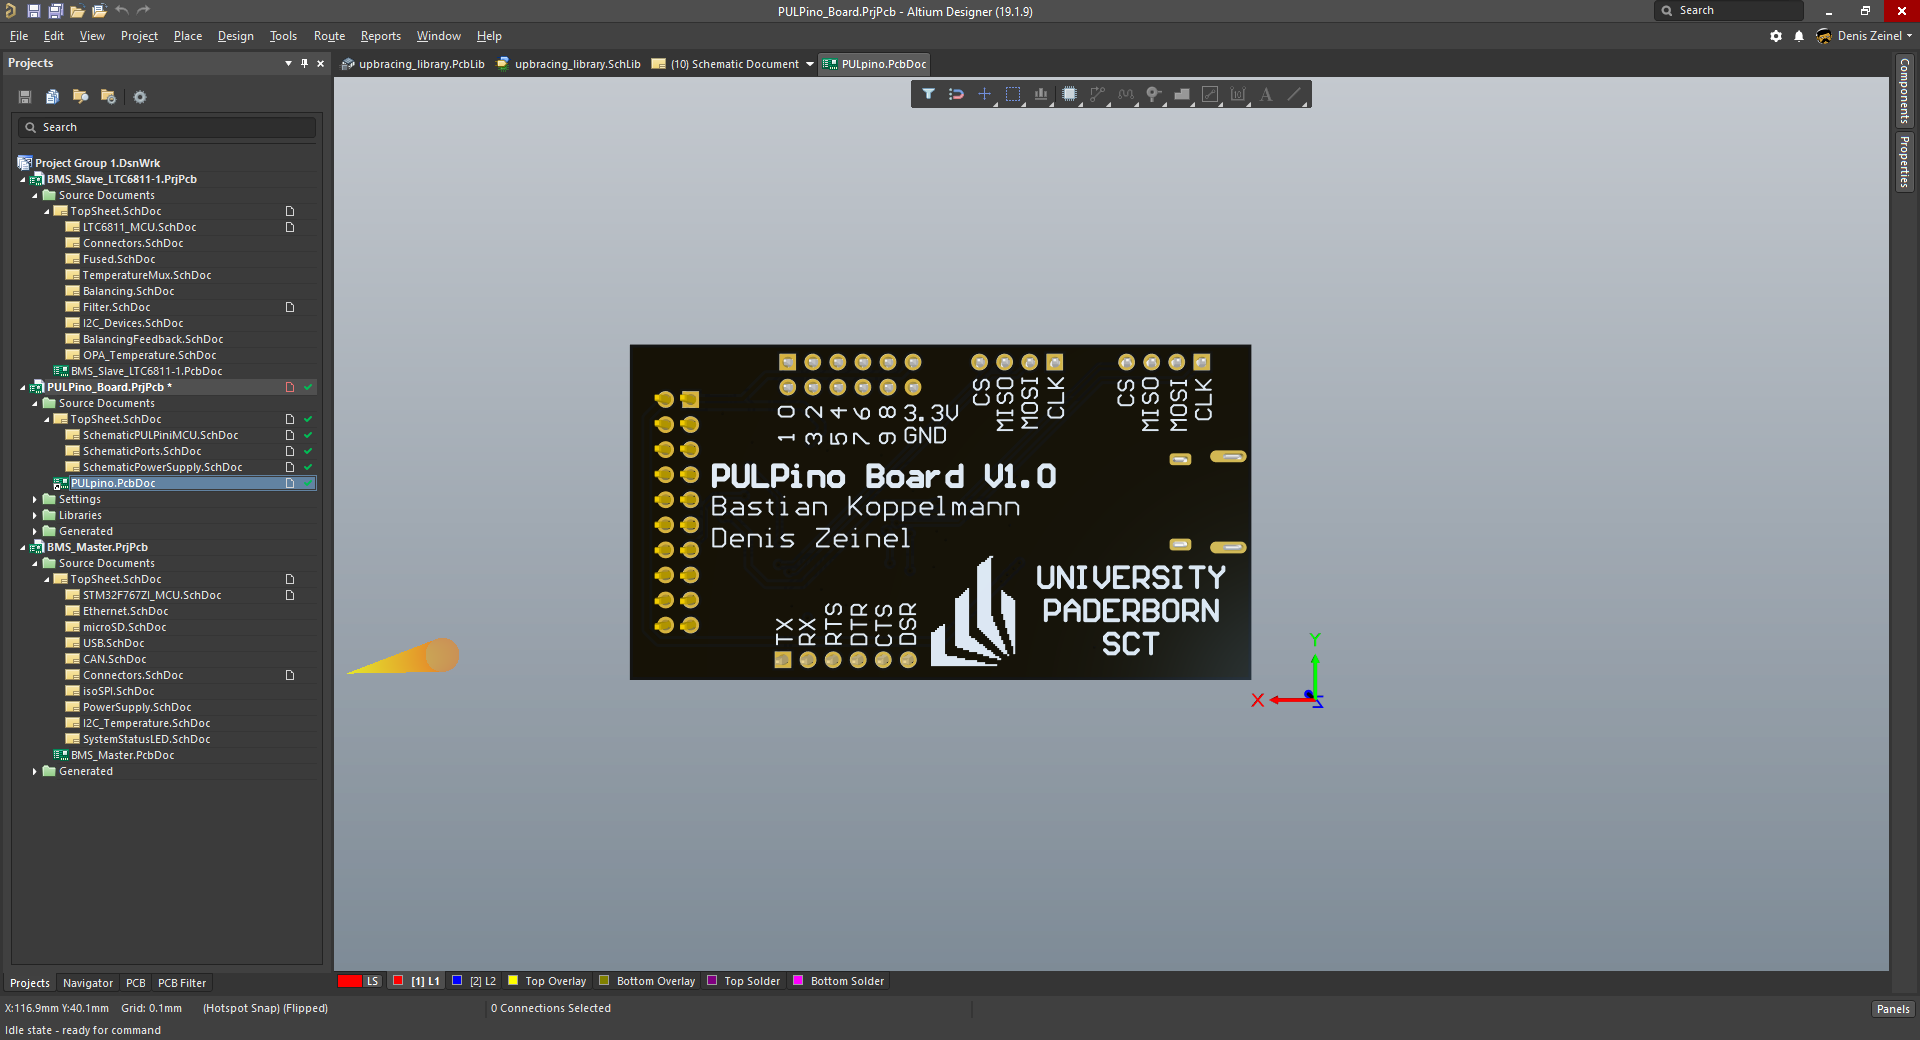 PULPino_Board.PrjPcb - Altium Designer (19.1.9)
Search
File Edit View Project Place Design Tools Route Reports Window Help
Denis Zeinel
Projects
upbracing_library.PcbLib
upbracing_library.SchLib
(10) Schematic Document
PULpino.PcbDoc
Search
Project Group 1.DsnWrk
BMS_Slave_LTC6811-1.PrjPcb
Source Documents
TopSheet.SchDoc
LTC6811_MCU.SchDoc
Connectors.SchDoc
Fused.SchDoc
TemperatureMux.SchDoc
Balancing.SchDoc
Filter.SchDoc
I2C_Devices.SchDoc
BalancingFeedback.SchDoc
OPA_Temperature.SchDoc
BMS_Slave_LTC6811-1.PcbDoc
PULPino_Board.PrjPcb *
Source Documents
TopSheet.SchDoc
SchematicPULPiniMCU.SchDoc
SchematicPorts.SchDoc
SchematicPowerSupply.SchDoc
PULpino.PcbDoc
Settings
Libraries
Generated
BMS_Master.PrjPcb
Source Documents
TopSheet.SchDoc
STM32F767ZI_MCU.SchDoc
Ethernet.SchDoc
microSD.SchDoc
USB.SchDoc
CAN.SchDoc
Connectors.SchDoc
isoSPI.SchDoc
PowerSupply.SchDoc
I2C_Temperature.SchDoc
SystemStatusLED.SchDoc
BMS_Master.PcbDoc
Generated
Components
Properties
0 2 4 6 8 3.3V
1 3 5 7 9 GND
CS MISO MOSI CLK
CS MISO MOSI CLK
PULPino Board V1.0
Bastian Koppelmann
Denis Zeinel
TX RX RTS DTR CTS DSR
UNIVERSITY
PADERBORN
SCT
Y
X
Z
Projects Navigator PCB PCB Filter
LS [1] L1 [2] L2 Top Overlay Bottom Overlay Top Solder Bottom Solder
X:116.9mm Y:40.1mm Grid: 0.1mm (Hotspot Snap) (Flipped)
0 Connections Selected
Panels
Idle state - ready for command